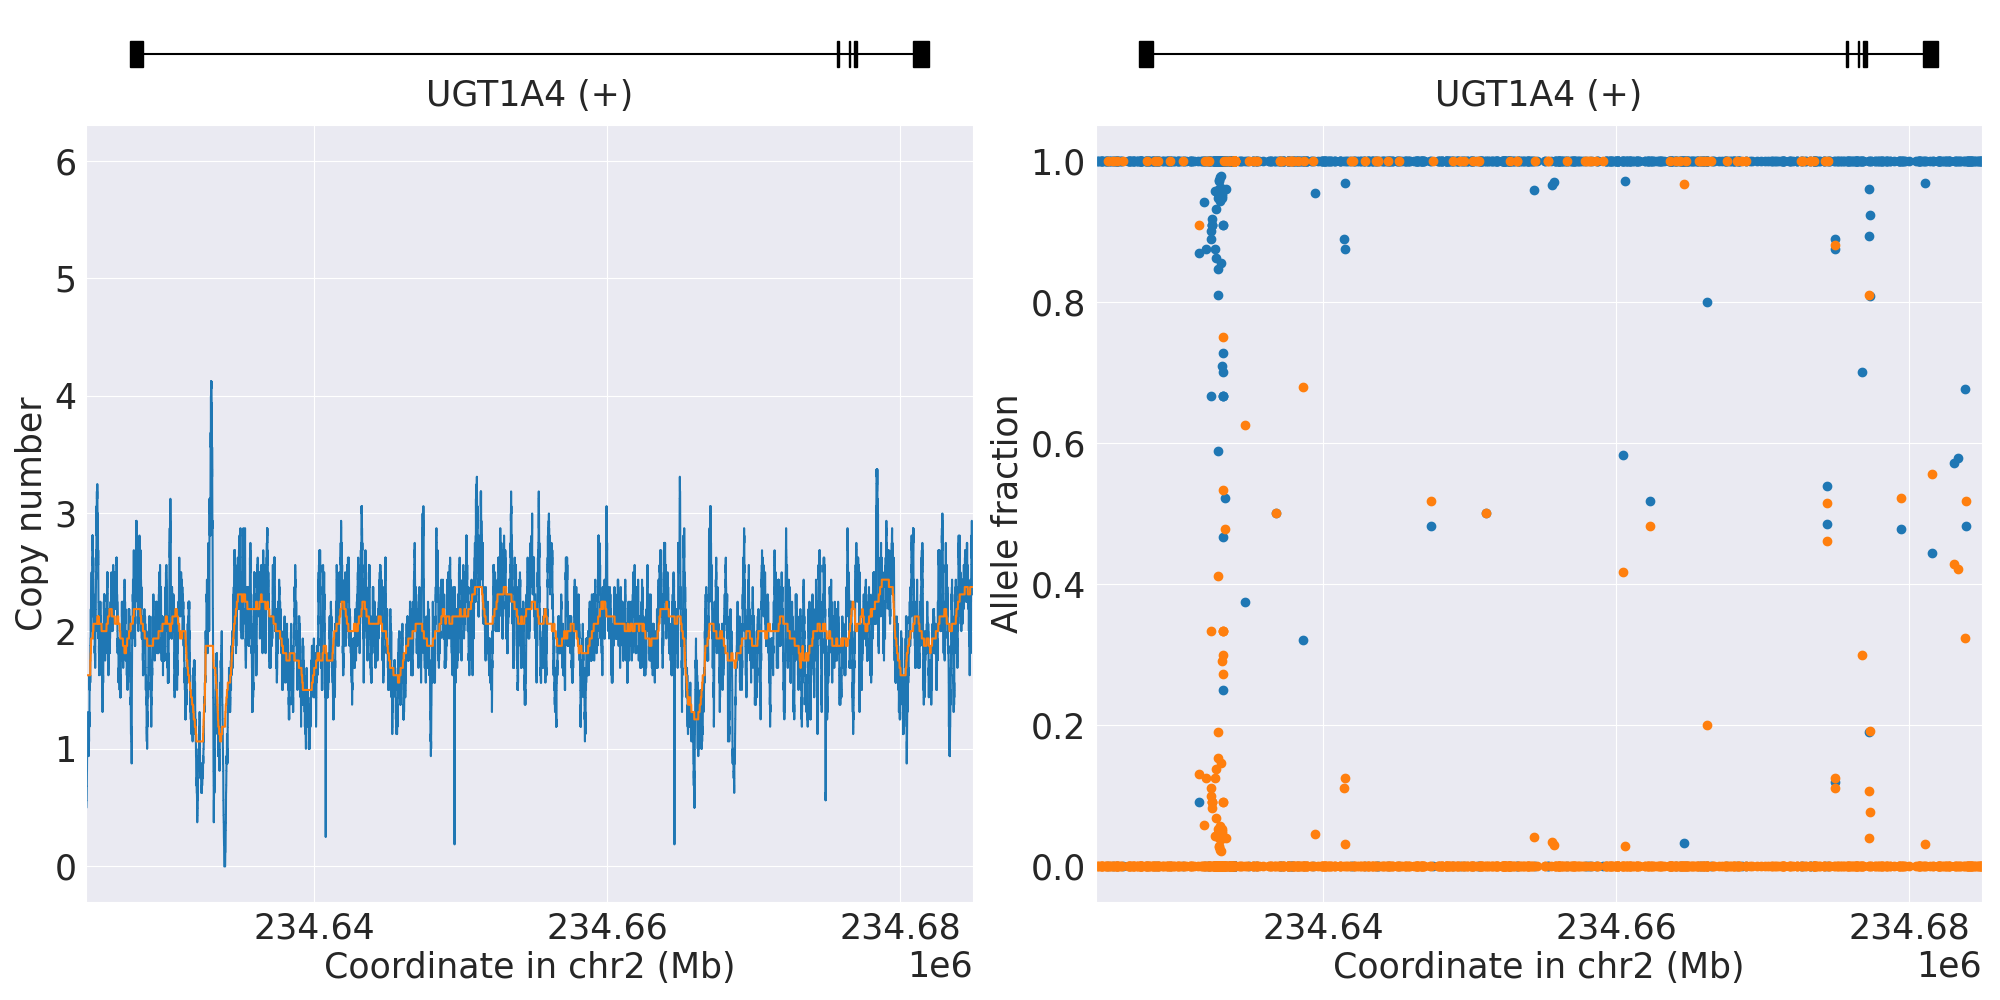 UGT1A4 (+)
Copy number
6
5
4
3
2
1
0
234.64 234.66 234.68
Coordinate in chr2 (Mb)
1e6
UGT1A4 (+)
Allele fraction
1.0
0.8
0.6
0.4
0.2
0.0
234.64 234.66 234.68
Coordinate in chr2 (Mb)
1e6